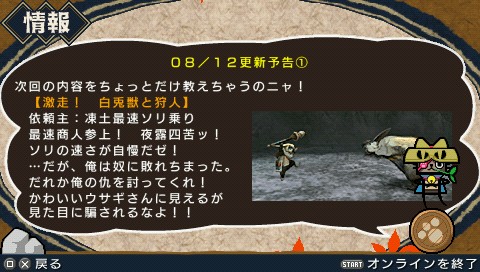 情報
08/12更新予告①
次回の内容をちょっとだけ教えちゃうのニャ！
【激走！　白兎獣と狩人】
依頼主：凍土最速ソリ乗り
最速商人参上！　夜露四苦ッ！
ソリの速さが自慢だゼ！
…だが、俺は奴に敗れちまった。
だれか俺の仇を討ってくれ！
かわいいウサギさんに見えるが
見た目に騙されるなよ！！
□×戻る
START オンラインを終了